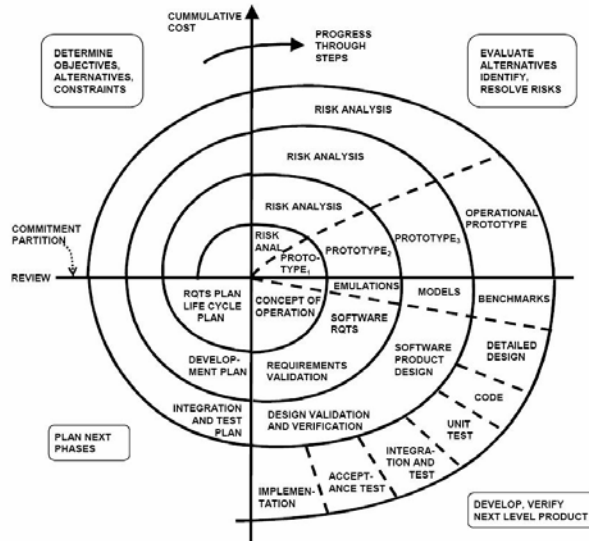 CUMMULATIVE
COST
PROGRESS
THROUGH
STEPS
DETERMINE
OBJECTIVES,
ALTERNATIVES,
CONSTRAINTS
EVALUATE
ALTERNATIVES
IDENTIFY,
RESOLVE RISKS
RISK ANALYSIS
RISK ANALYSIS
RISK ANALYSIS
RISK
ANAL.
PROTO-
TYPE1
PROTOTYPE2
PROTOTYPE3
OPERATIONAL
PROTOTYPE
COMMITMENT
PARTITION
REVIEW
RQTS PLAN
LIFE CYCLE
PLAN
CONCEPT OF
OPERATION
EMULATIONS
MODELS
BENCHMARKS
SOFTWARE
RQTS
SOFTWARE
PRODUCT
DESIGN
DETAILED
DESIGN
DEVELOP-
MENT PLAN
REQUIREMENTS
VALIDATION
CODE
INTEGRATION
AND TEST
PLAN
DESIGN VALIDATION
AND VERIFICATION
UNIT
TEST
INTEGRA-
TION AND
TEST
ACCEPT-
ANCE TEST
IMPLEMEN-
TATION
PLAN NEXT
PHASES
DEVELOP, VERIFY
NEXT LEVEL PRODUCT